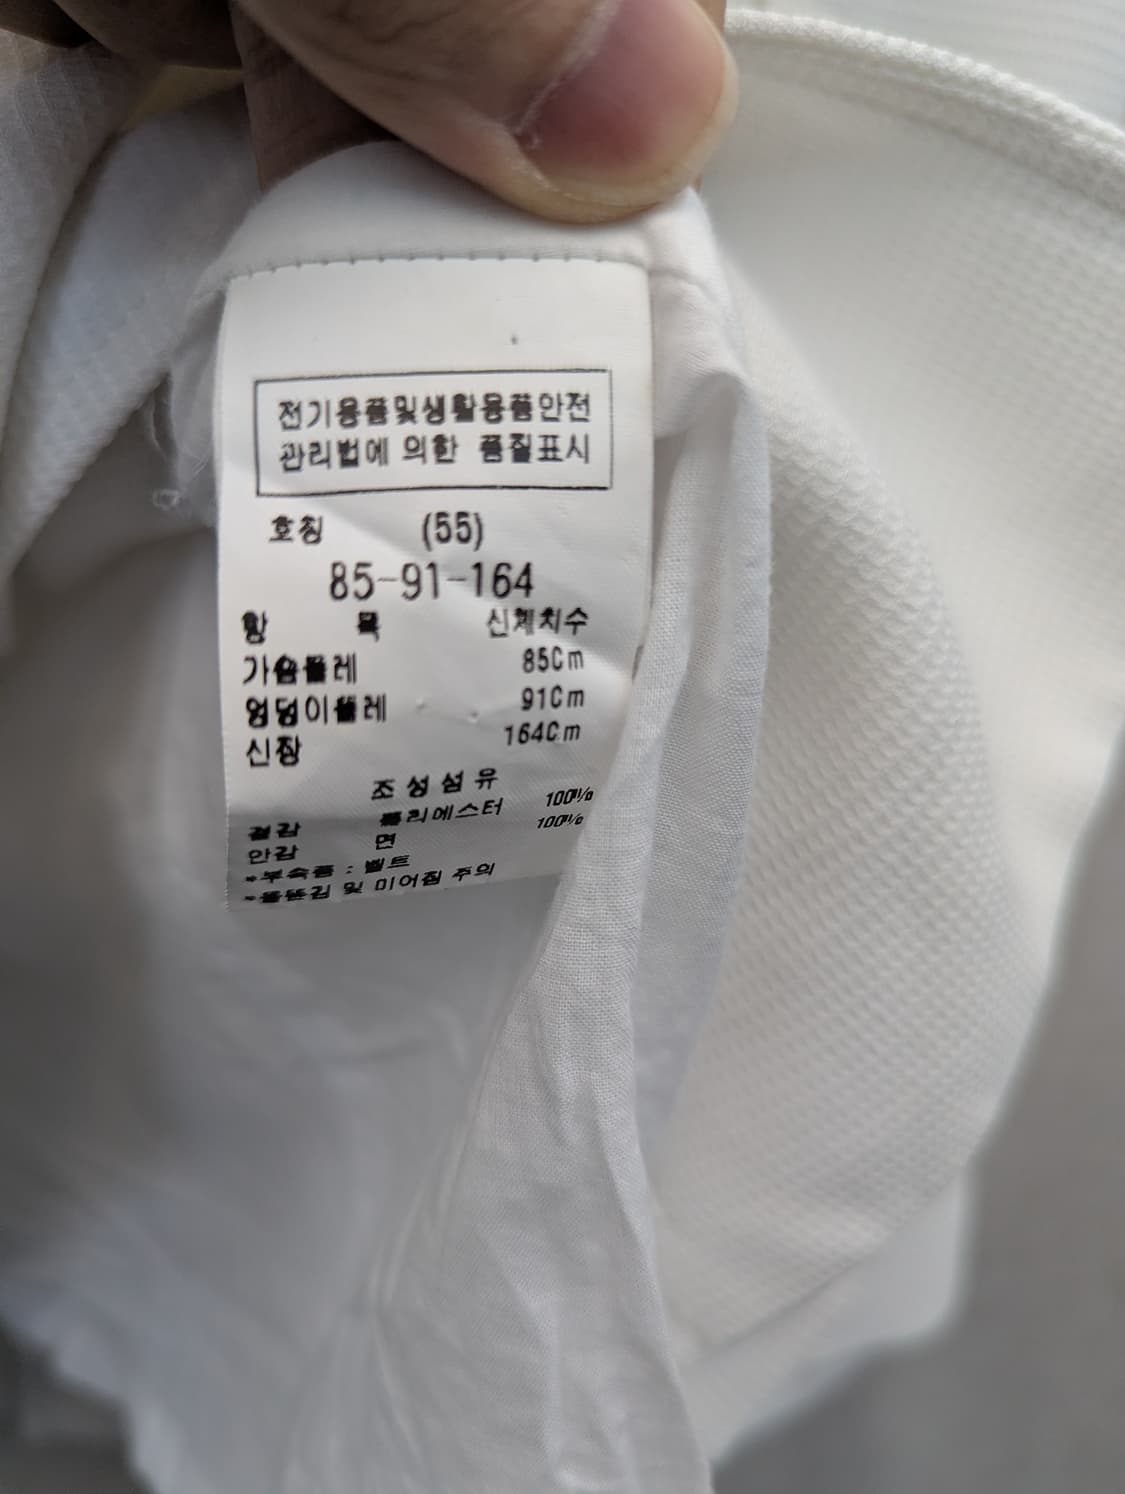 전기용품및생활용품안전
관리법에 의한 품질표시
호칭 (55)
85-91-164
항 목 신체치수
가슴둘레 85Cm
엉덩이둘레 91Cm
신장 164Cm
조성섬유
겉감 폴리에스터 100%
안감 면 100%
*부속품 : 벨트
*올뜯김 및 미어짐 주의